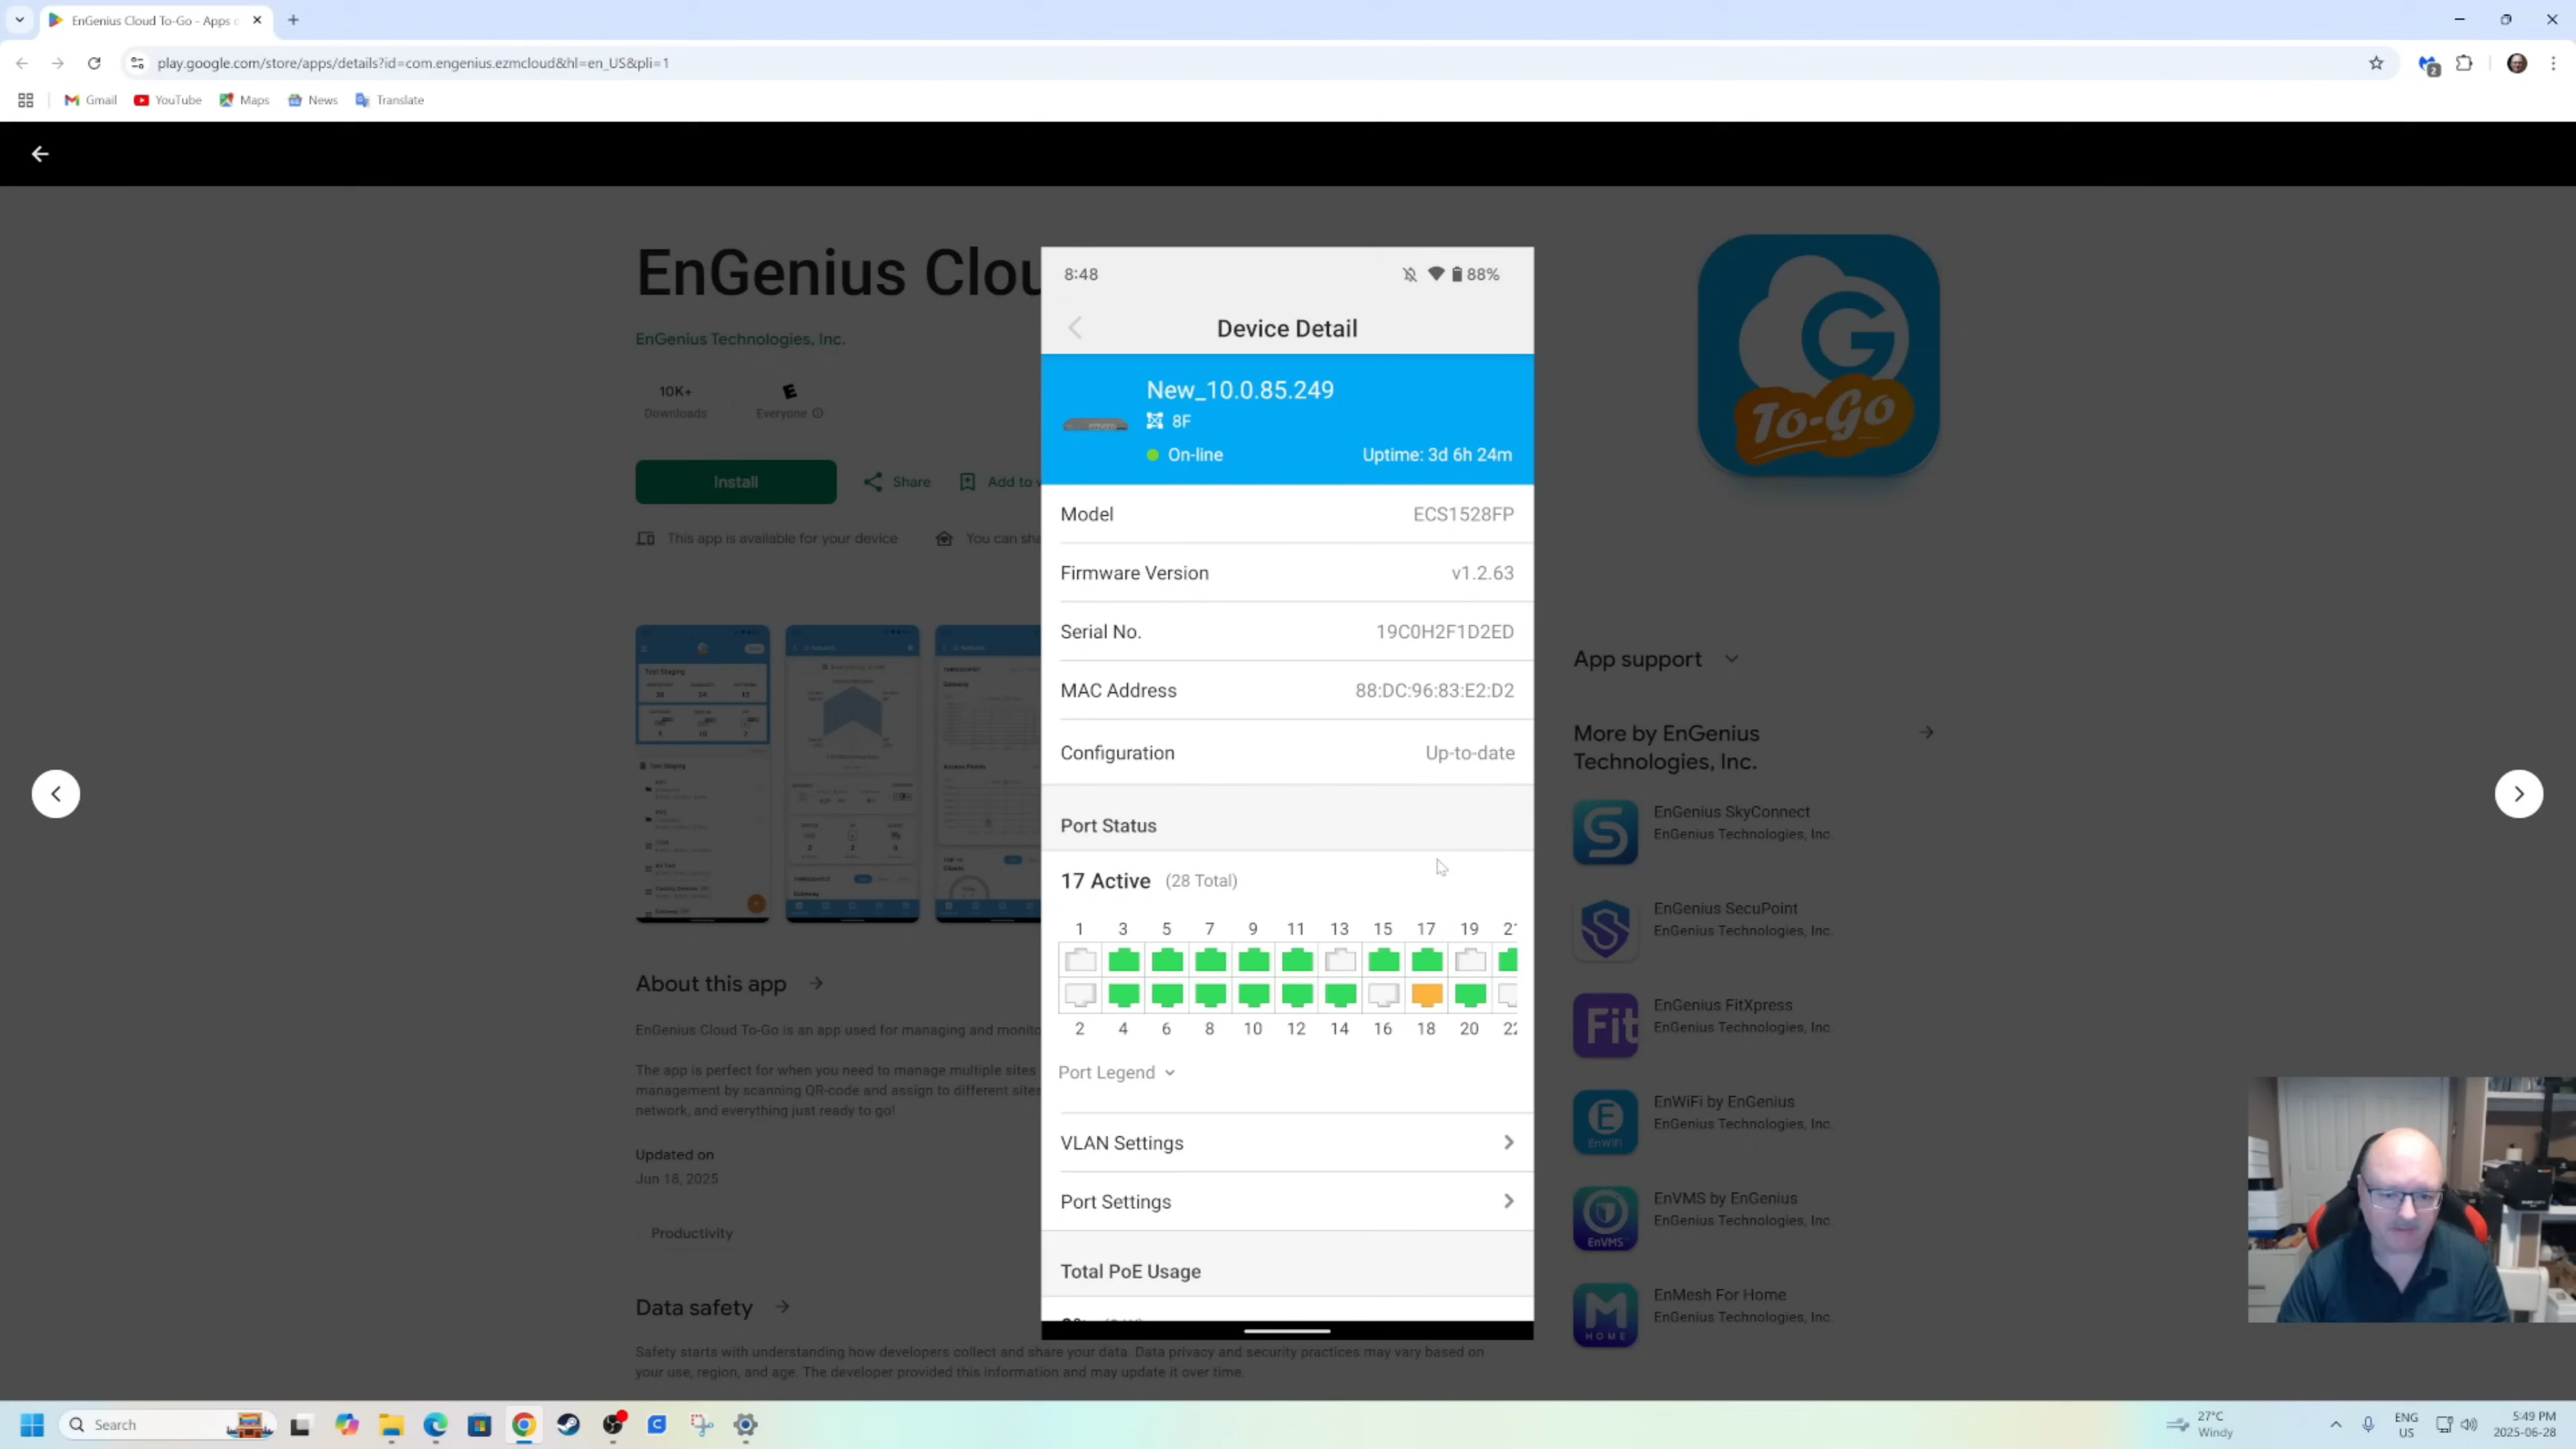 EnGenius Cloud To-Go - Apps o
play.google.com/store/apps/details?id=com.engenius.ezmcloud&hl=en_US&pli=1
2
Gmail
YouTube
Maps
News
Translate
EnGenius Clou
EnGenius Technologies, Inc.
10K+
Downloads
E
Everyone
Install
Share
Add to w
This app is available for your device
You can sha
Test Staging
Test Staging
About this app
EnGenius Cloud To-Go is an app used for managing and monito
The app is perfect for when you need to manage multiple sites
management by scanning QR-code and assign to different sites
network, and everything just ready to go!
Updated on
Jun 18, 2025
Productivity
Data safety
Safety starts with understanding how developers collect and share your data. Data privacy and security practices may vary based on
your use, region, and age. The developer provided this information and may update it over time.
8:48
88%
Device Detail
New_10.0.85.249
8F
On-line
Uptime: 3d 6h 24m
Model
ECS1528FP
Firmware Version
v1.2.63
Serial No.
19C0H2F1D2ED
MAC Address
88:DC:96:83:E2:D2
Configuration
Up-to-date
Port Status
17 Active (28 Total)
1 3 5 7 9 11 13 15 17 19 21
2 4 6 8 10 12 14 16 18 20 22
Port Legend
VLAN Settings
Port Settings
Total PoE Usage
G
To-Go
App support
More by EnGenius
Technologies, Inc.
S
EnGenius SkyConnect
EnGenius Technologies, Inc.
EnGenius SecuPoint
EnGenius Technologies, Inc.
Fit
EnGenius FitXpress
EnGenius Technologies, Inc.
E
EnWiFi
EnWiFi by EnGenius
EnGenius Technologies, Inc.
EnVMS
EnVMS by EnGenius
EnGenius Technologies, Inc.
M
HOME
EnMesh For Home
EnGenius Technologies, Inc.
Search
27°C
Windy
ENG
US
5:49 PM
2025-06-28